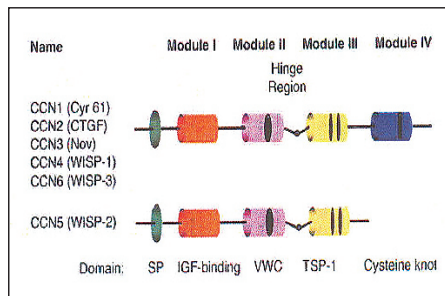 Name Module I Module ii Module III Module IV
Hinge
Region
CCN1 (Cyr 61)
CCN2 (CTGF)
CCN3 (Nov)
CCN4 (WISP-1)
CCN6 (WISP-3)
CCN5 (WISP-2)
Domain: SP IGF-binding VWC TSP-1 Cysteine knot